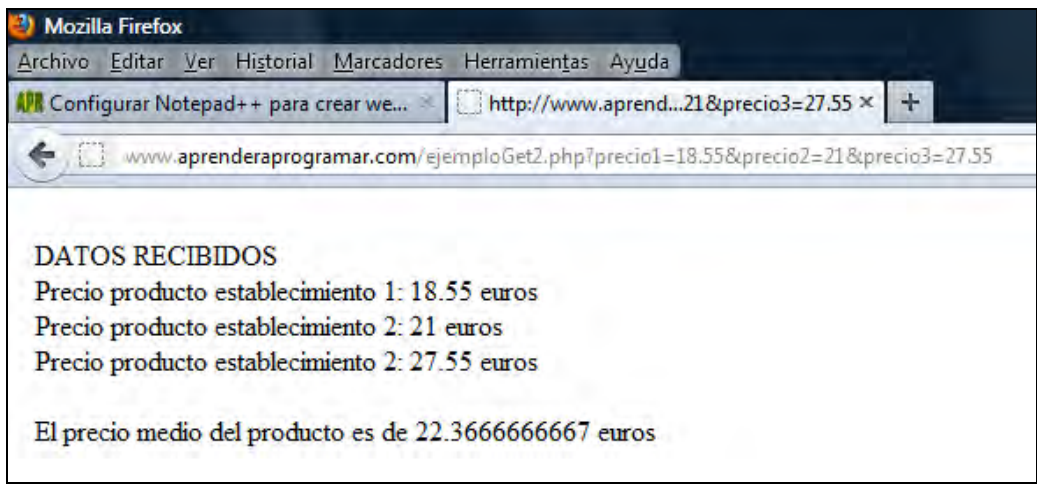 Mozilla Firefox
Archivo Editar Ver Historial Marcadores Herramientas Ayuda
APR Configurar Notepad++ para crear we... × http://www.aprend...21&precio3=27.55 × +
www.aprenderaprogramar.com/ejemploGet2.php?precio1=18.55&precio2=21&precio3=27.55
DATOS RECIBIDOS
Precio producto establecimiento 1: 18.55 euros
Precio producto establecimiento 2: 21 euros
Precio producto establecimiento 2: 27.55 euros
El precio medio del producto es de 22.3666666667 euros